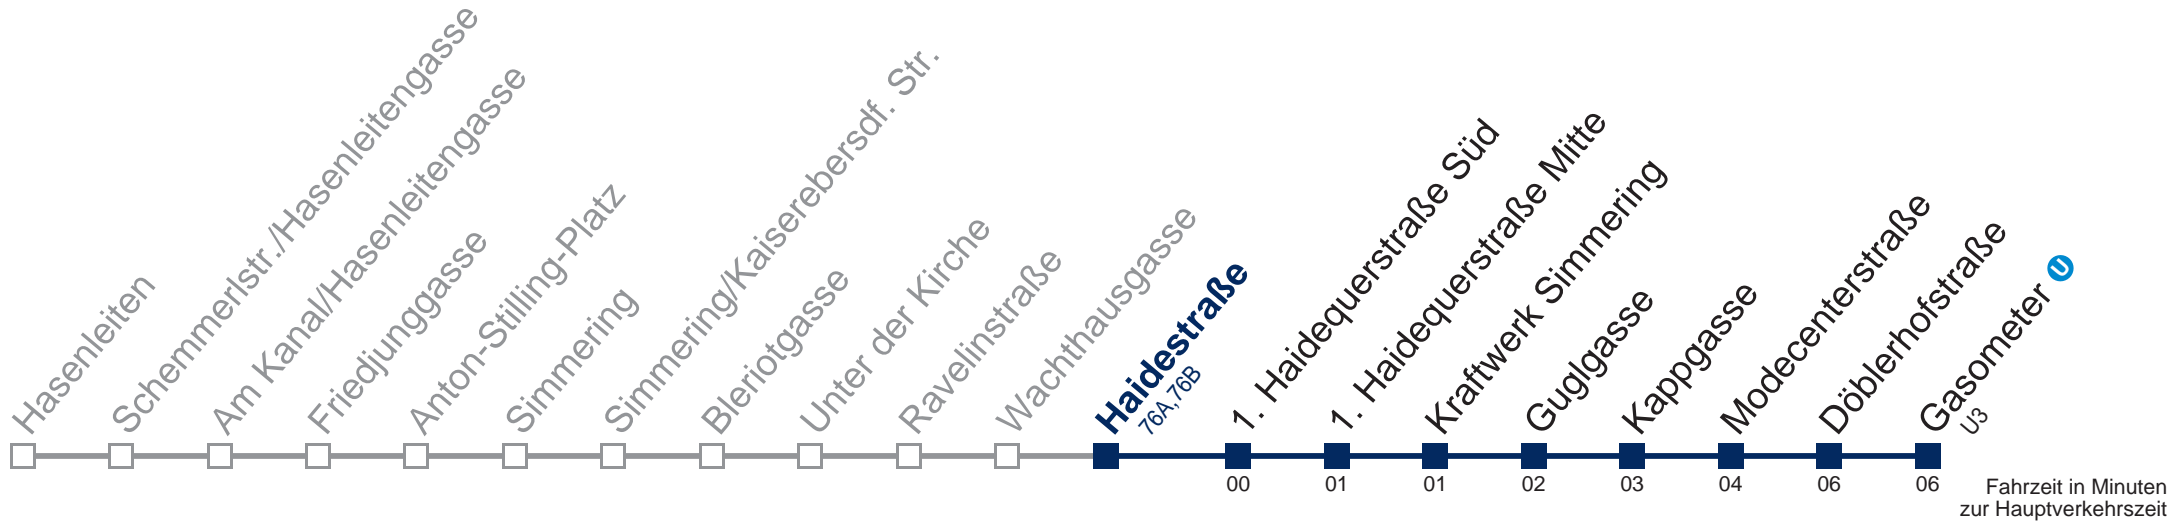 Hasenleiten
Schemmerlstr./Hasenleitengasse
Am Kanal/Hasenleitengasse
Friedjunggasse
Anton-Stilling-Platz
Simmering
Simmering/Kaiserebersdf. Str.
Bleriotgasse
Unter der Kirche
Ravelinstraße
Wachthausgasse
Haidestraße
76A,76B
1. Haidequerstraße Süd
1. Haidequerstraße Mitte
Kraftwerk Simmering
Guglgasse
Kappgasse
Modecenterstraße
Döblerhofstraße
Gasometer U
U3
00 01 01 02 03 04 06 06
Fahrzeit in Minuten
zur Hauptverkehrszeit